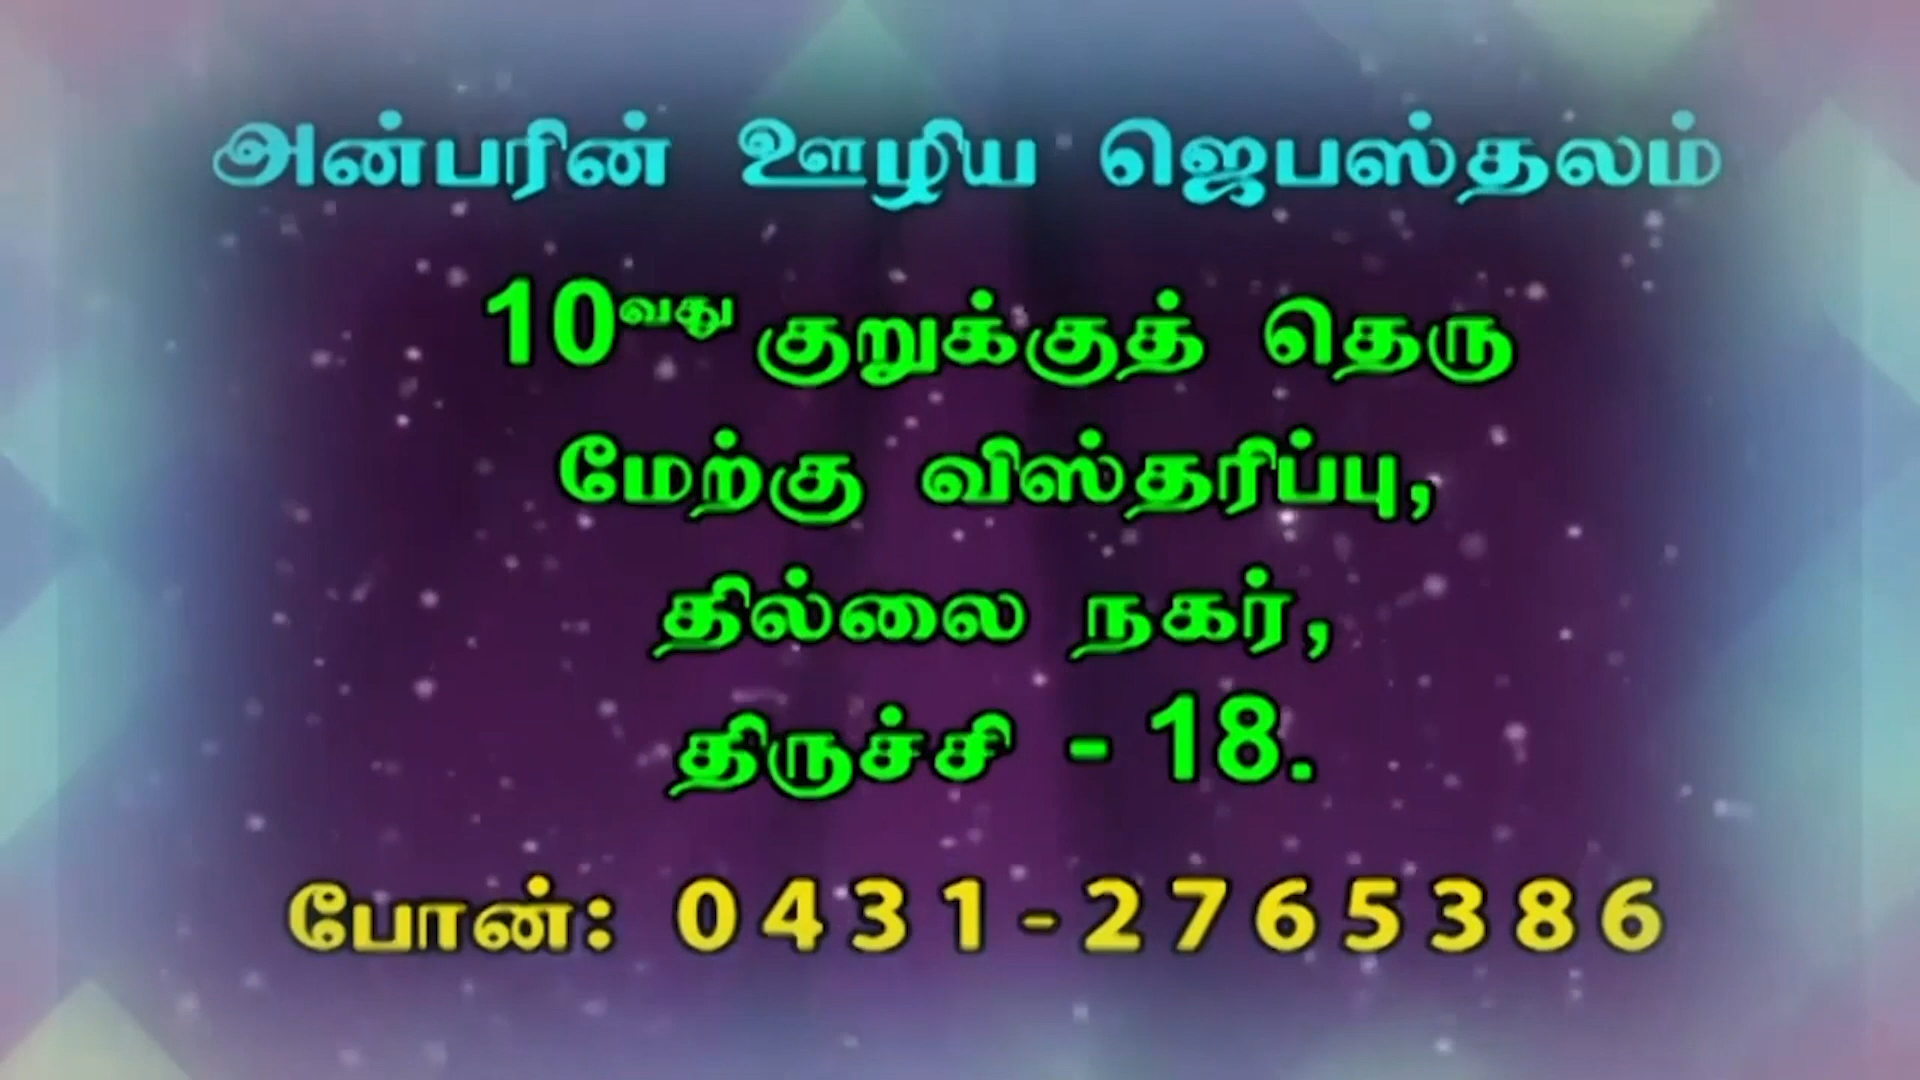 அன்பரின் ஊழிய ஜெபஸ்தலம்
10வது குறுக்குத் தெரு
மேற்கு விஸ்தரிப்பு,
தில்லை நகர்,
திருச்சி - 18.
போன்: 0431-2765386